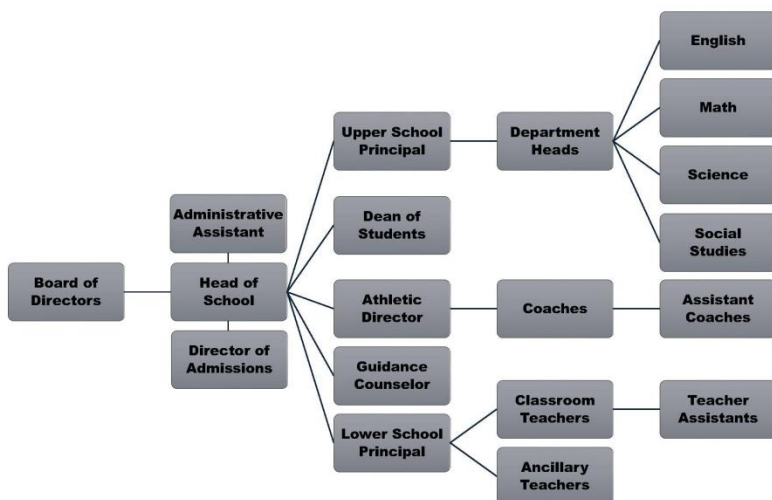 Board of
Directors
Administrative
Assistant
Head of
School
Director of
Admissions
Upper School
Principal
Dean of
Students
Athletic
Director
Guidance
Counselor
Lower School
Principal
Department
Heads
Coaches
Classroom
Teachers
Ancillary
Teachers
English
Math
Science
Social
Studies
Assistant
Coaches
Teacher
Assistants